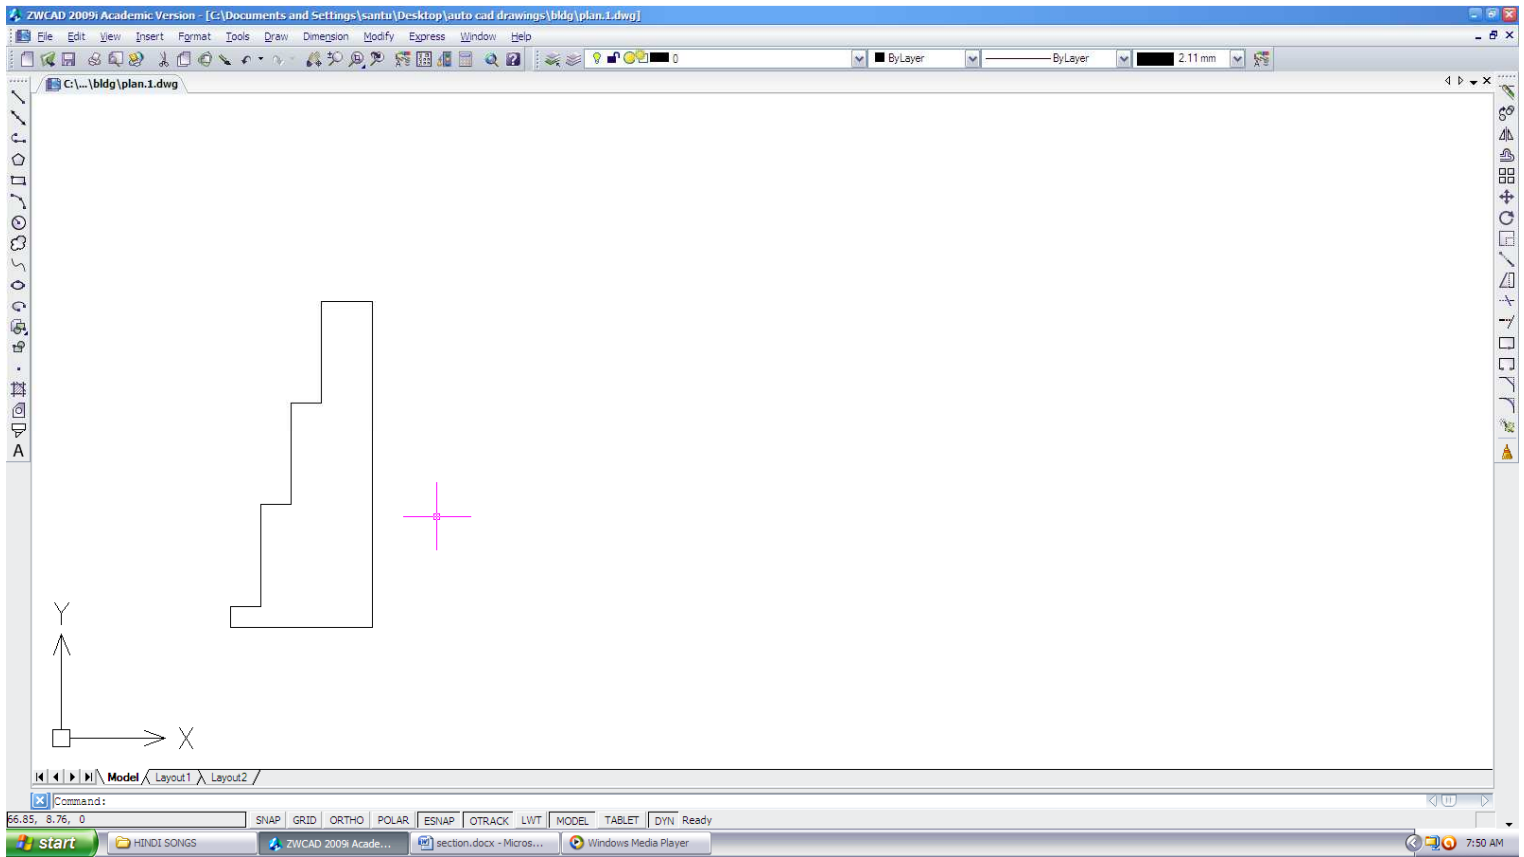 ZWCAD 2009i Academic Version - [C:\Documents and Settings\santu\Desktop\auto cad drawings\bldg\plan.1.dwg]
File Edit View Insert Format Tools Draw Dimension Modify Express Window Help
0 ByLayer ByLayer 2.11 mm
C:\...\bldg\plan.1.dwg
A
Y
X
Model Layout1 Layout2
Command:
66.85, 8.76, 0 SNAP GRID ORTHO POLAR ESNAP OTRACK LWT MODEL TABLET DYN Ready
start HINDI SONGS ZWCAD 2009i Acade... section.docx - Micros... Windows Media Player 7:50 AM